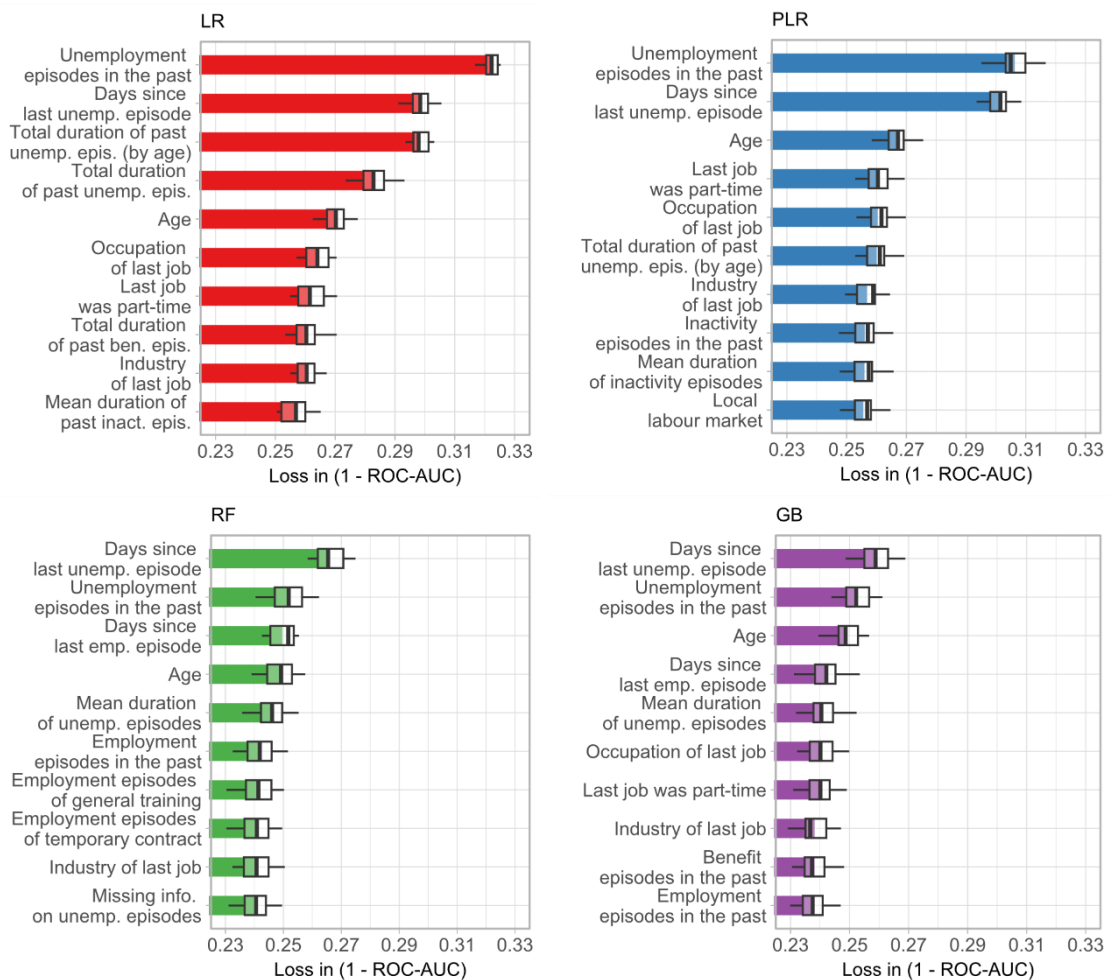 LR
Unemployment
episodes in the past
Days since
last unemp. episode
Total duration of past
unemp. epis. (by age)
Total duration
of past unemp. epis.
Age
Occupation
of last job
Last job
was part-time
Total duration
of past ben. epis.
Industry
of last job
Mean duration of
past inact. epis.
0.23 0.25 0.27 0.29 0.31 0.33
Loss in (1 - ROC-AUC)
PLR
Unemployment
episodes in the past
Days since
last unemp. episode
Age
Last job
was part-time
Occupation
of last job
Total duration of past
unemp. epis. (by age)
Industry
of last job
Inactivity
episodes in the past
Mean duration
of inactivity episodes
Local
labour market
0.23 0.25 0.27 0.29 0.31 0.33
Loss in (1 - ROC-AUC)
RF
Days since
last unemp. episode
Unemployment
episodes in the past
Days since
last emp. episode
Age
Mean duration
of unemp. episodes
Employment
episodes in the past
Employment episodes
of general training
Employment episodes
of temporary contract
Industry of last job
Missing info.
on unemp. episodes
0.23 0.25 0.27 0.29 0.31 0.33
Loss in (1 - ROC-AUC)
GB
Days since
last unemp. episode
Unemployment
episodes in the past
Age
Days since
last emp. episode
Mean duration
of unemp. episodes
Occupation of last job
Last job was part-time
Industry of last job
Benefit
episodes in the past
Employment
episodes in the past
0.23 0.25 0.27 0.29 0.31 0.33
Loss in (1 - ROC-AUC)